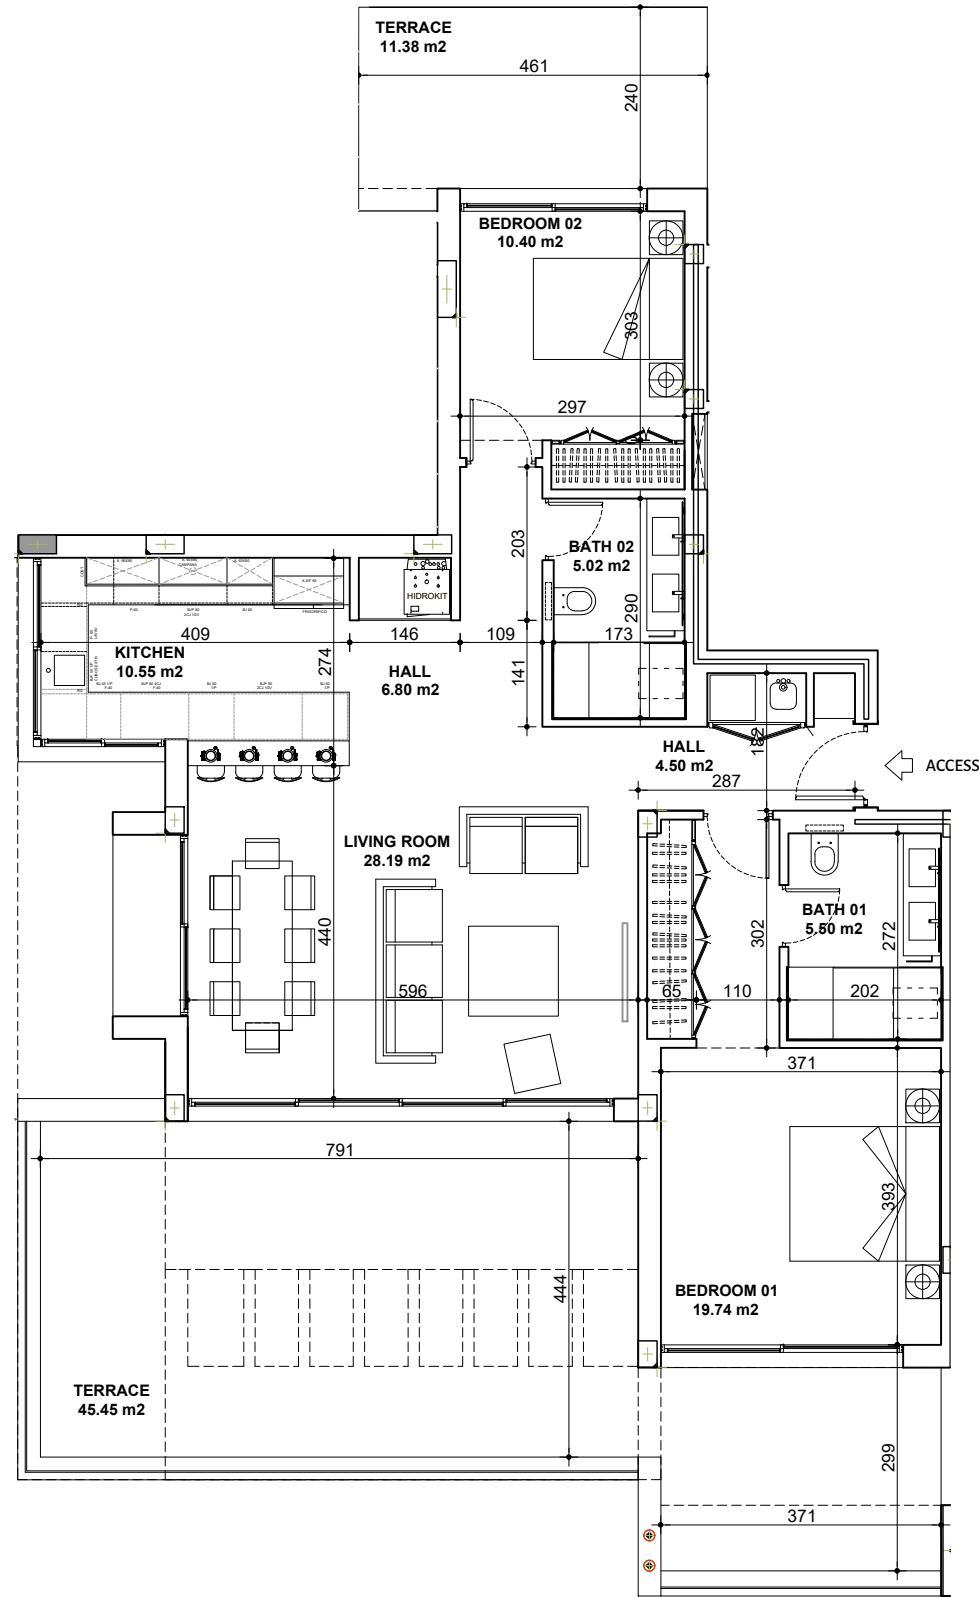 TERRACE
11.38 m2
461
240
BEDROOM 02
10.40 m2
303
297
203
BATH 02
5.02 m2
290
HIDROKIT
CAMPANA
FRIGORIFICO
409
146
109
173
KITCHEN
10.55 m2
274
HALL
6.80 m2
141
HALL
4.50 m2
182
287
ACCESS
LIVING ROOM
28.19 m2
440
BATH 01
5.50 m2
302
272
596
65
110
202
371
791
393
444
BEDROOM 01
19.74 m2
TERRACE
45.45 m2
299
371